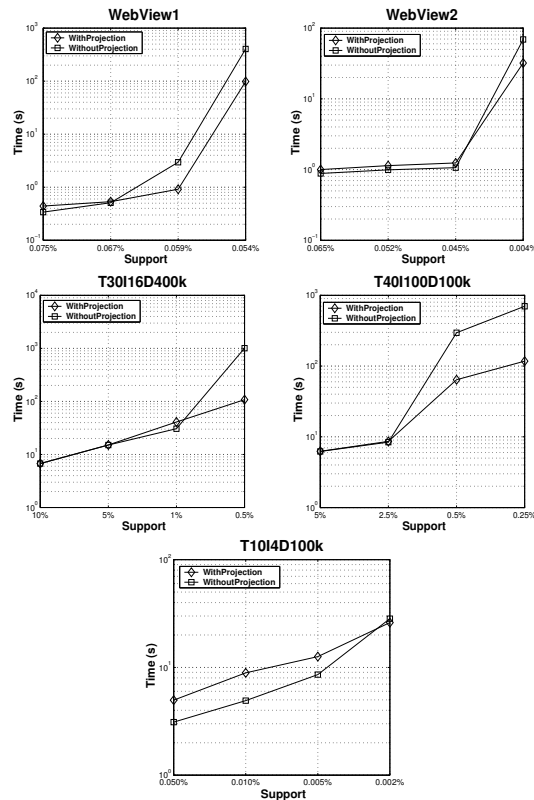 WebView1
WithProjection
WithoutProjection
Time (s)
10^3
10^2
10^1
10^0
10^-1
0.075%
0.067%
0.059%
0.054%
Support
WebView2
WithProjection
WithoutProjection
Time (s)
10^2
10^1
10^0
10^-1
0.065%
0.052%
0.045%
0.004%
Support
T30I16D400k
WithProjection
WithoutProjection
Time (s)
10^4
10^3
10^2
10^1
10^0
10%
5%
1%
0.5%
Support
T40I100D100k
WithProjection
WithoutProjection
Time (s)
10^3
10^2
10^1
10^0
5%
2.5%
0.5%
0.25%
Support
T10I4D100k
WithProjection
WithoutProjection
Time (s)
10^2
10^1
10^0
0.050%
0.010%
0.005%
0.002%
Support